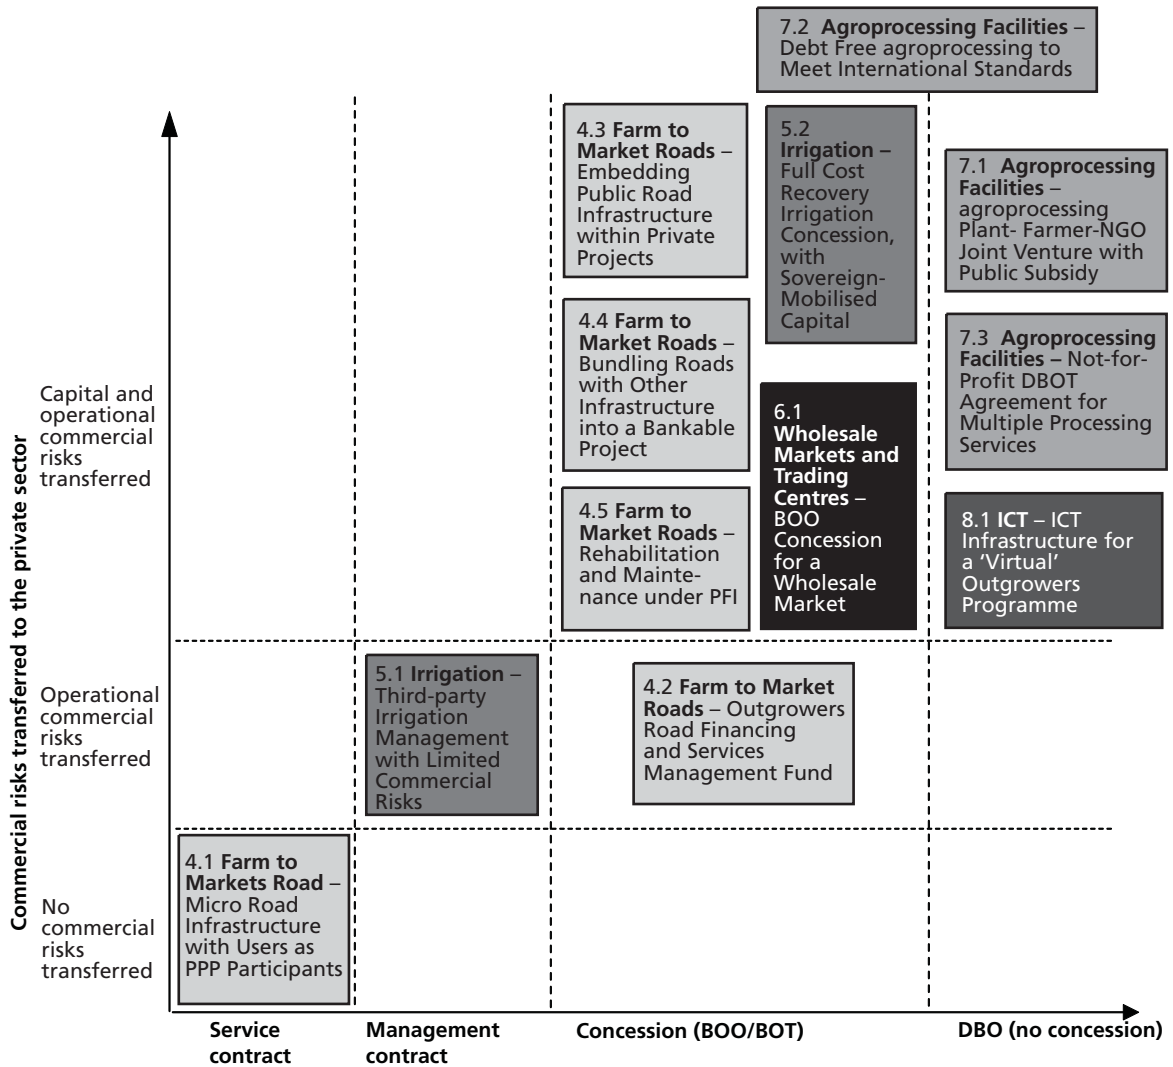 7.2 Agroprocessing Facilities –
Debt Free agroprocessing to
Meet International Standards
4.3 Farm to
Market Roads –
Embedding
Public Road
Infrastructure
within Private
Projects
5.2
Irrigation –
Full Cost
Recovery
Irrigation
Concession,
with
Sovereign-
Mobilised
Capital
7.1 Agroprocessing
Facilities –
agroprocessing
Plant- Farmer-NGO
Joint Venture with
Public Subsidy
4.4 Farm to
Market Roads –
Bundling Roads
with Other
Infrastructure
into a Bankable
Project
7.3 Agroprocessing
Facilities – Not-for-
Profit DBOT
Agreement for
Multiple Processing
Services
6.1
Wholesale
Markets and
Trading
Centres –
BOO
Concession
for a
Wholesale
Market
4.5 Farm to
Market Roads –
Rehabilitation
and Mainte-
nance under PFI
8.1 ICT – ICT
Infrastructure for
a ‘Virtual’
Outgrowers
Programme
Commercial risks transferred to the private sector
Capital and
operational
commercial
risks
transferred
Operational
commercial
risks
transferred
5.1 Irrigation –
Third-party
Irrigation
Management
with Limited
Commercial
Risks
4.2 Farm to Market
Roads – Outgrowers
Road Financing
and Services
Management Fund
No
commercial
risks
transferred
4.1 Farm to
Markets Road –
Micro Road
Infrastructure
with Users as
PPP Participants
Service
contract
Management
contract
Concession (BOO/BOT)
DBO (no concession)